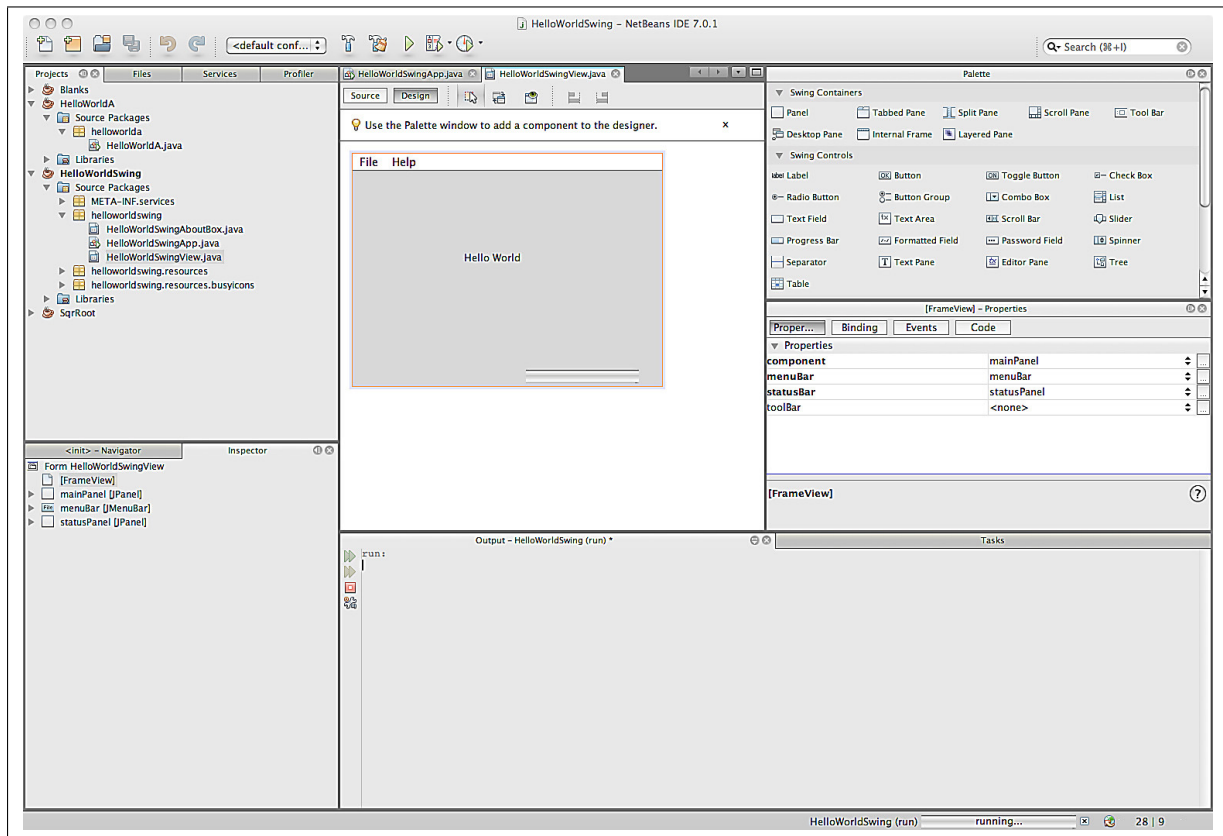 HelloWorldSwing – NetBeans IDE 7.0.1
<default conf...
Search (⌘+I)
Projects
Files
Services
Profiler
Blanks
HelloWorldA
Source Packages
helloworlda
HelloWorldA.java
Libraries
HelloWorldSwing
Source Packages
META-INF.services
helloworldswing
HelloWorldSwingAboutBox.java
HelloWorldSwingApp.java
HelloWorldSwingView.java
helloworldswing.resources
helloworldswing.resources.busyicons
Libraries
SqrRoot
<init> – Navigator
Inspector
Form HelloWorldSwingView
[FrameView]
mainPanel [JPanel]
menuBar [JMenuBar]
statusPanel [JPanel]
HelloWorldSwingApp.java
HelloWorldSwingView.java
Source
Design
Use the Palette window to add a component to the designer.
x
File Help
Hello World
Palette
Swing Containers
Panel
Tabbed Pane
Split Pane
Scroll Pane
Tool Bar
Desktop Pane
Internal Frame
Layered Pane
Swing Controls
label Label
OK Button
ON Toggle Button
Check Box
Radio Button
Button Group
Combo Box
List
Text Field
Text Area
Scroll Bar
Slider
Progress Bar
Formatted Field
Password Field
Spinner
Separator
T Text Pane
Editor Pane
Tree
Table
[FrameView] – Properties
Proper...
Binding
Events
Code
Properties
component mainPanel ...
menuBar menuBar ...
statusBar statusPanel ...
toolBar <none> ...
[FrameView]
?
Output – HelloWorldSwing (run) *
Tasks
run:
HelloWorldSwing (run)
running...
28 | 9